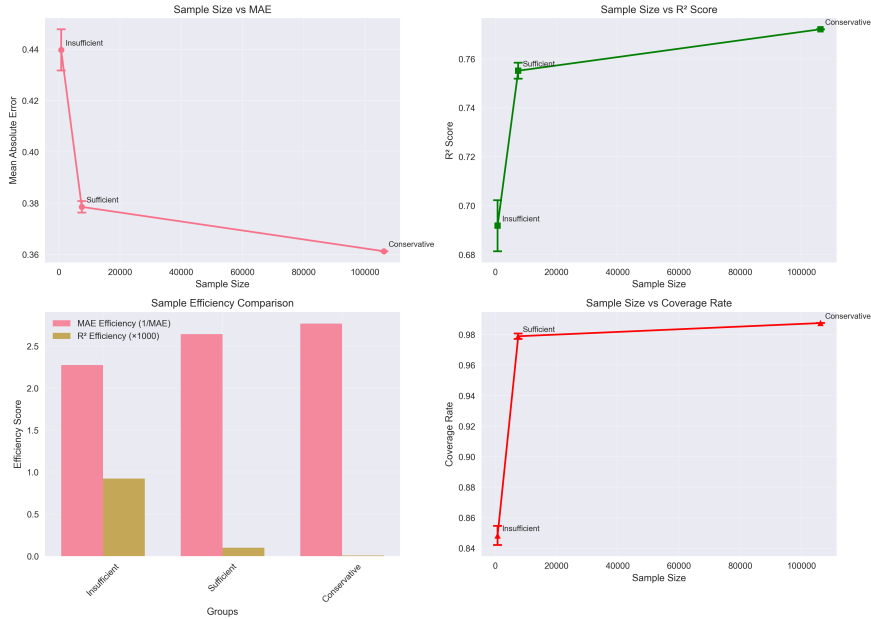 Sample Size vs MAE
Mean Absolute Error
0.44
0.42
0.40
0.38
0.36
Insufficient
Sufficient
Conservative
0
20000
40000
60000
80000
100000
Sample Size
Sample Size vs R² Score
R² Score
0.76
0.74
0.72
0.70
0.68
Insufficient
Sufficient
Conservative
0
20000
40000
60000
80000
100000
Sample Size
Sample Efficiency Comparison
MAE Efficiency (1/MAE)
R² Efficiency (×1000)
Efficiency Score
2.5
2.0
1.5
1.0
0.5
0.0
Insufficient
Sufficient
Conservative
Groups
Sample Size vs Coverage Rate
Coverage Rate
0.98
0.96
0.94
0.92
0.90
0.88
0.86
0.84
Insufficient
Sufficient
Conservative
0
20000
40000
60000
80000
100000
Sample Size